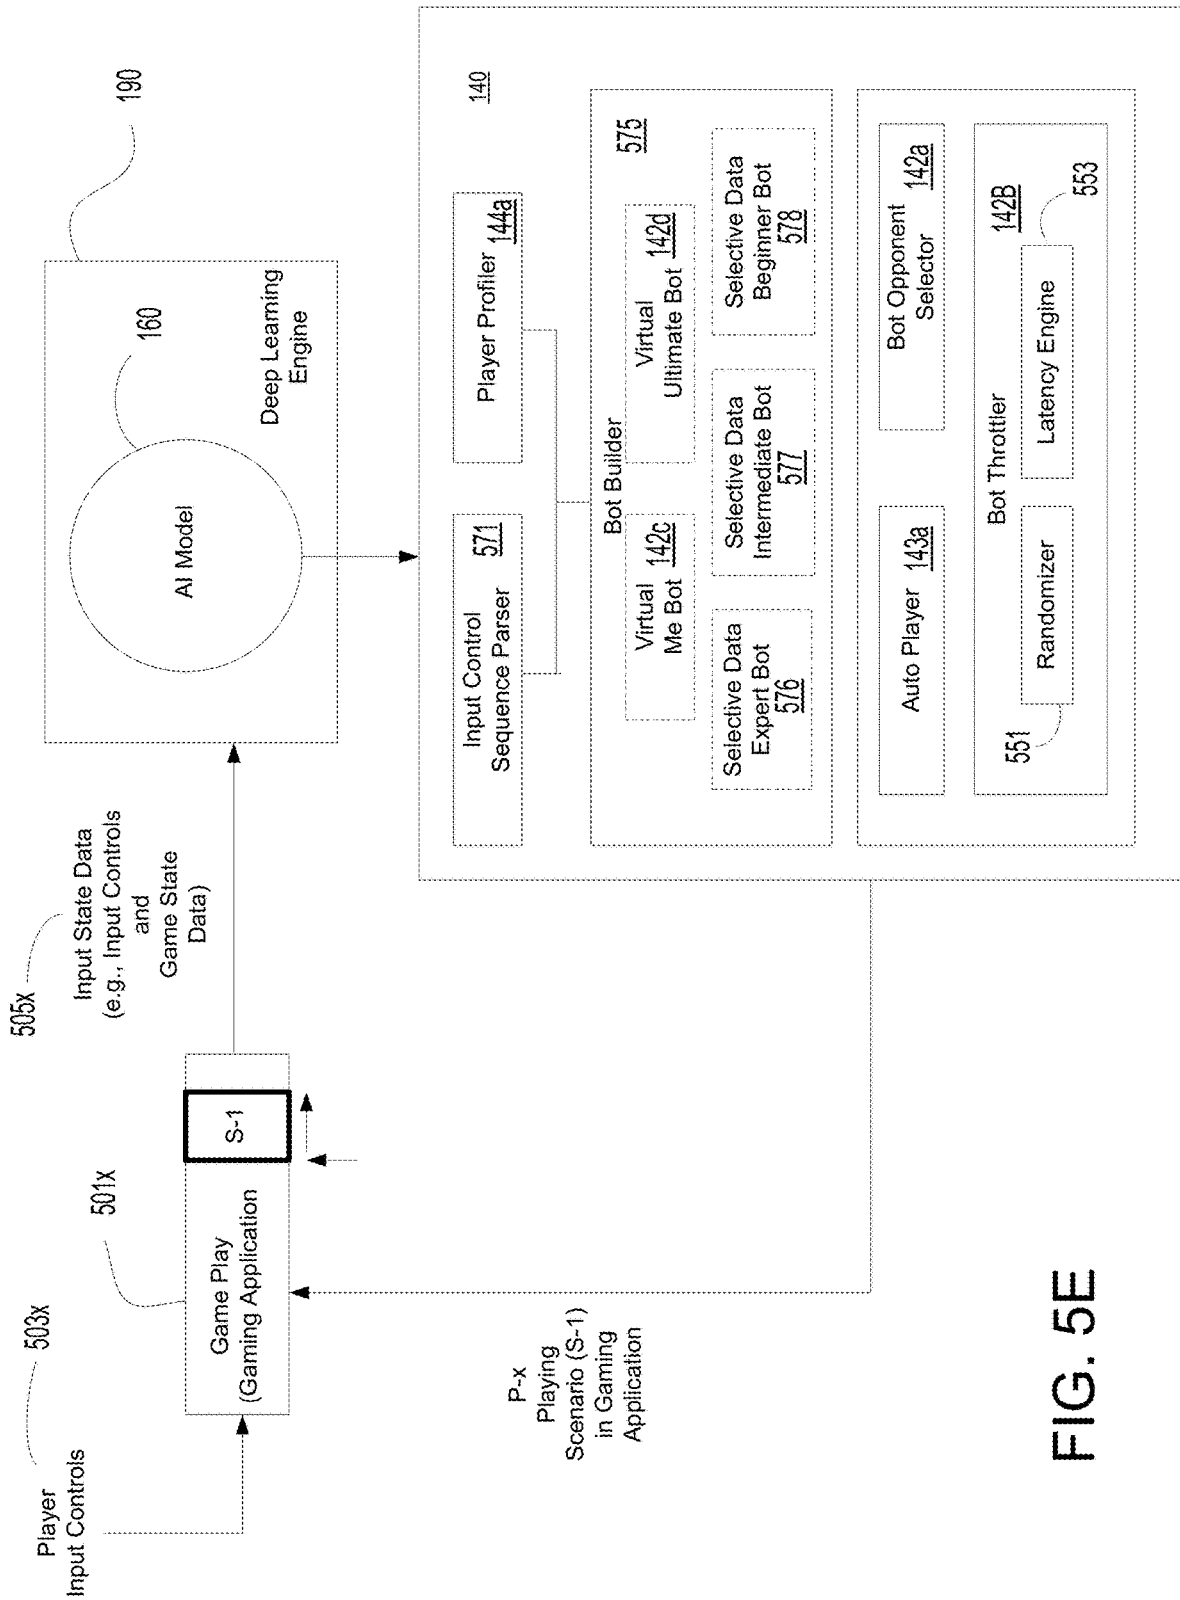 Player
Input Controls
503x
Game Play
(Gaming Application)
501x
S-1
505x
Input State Data
(e.g., Input Controls
and
Game State
Data)
AI Model
160
Deep Learning
Engine
190
P-x
Playing
Scenario (S-1)
in Gaming
Application
140
Input Control
Sequence Parser
571
Player Profiler
144a
Bot Builder
575
Virtual
Me Bot
142c
Virtual
Ultimate Bot
142d
Selective Data
Expert Bot
576
Selective Data
Intermediate Bot
577
Selective Data
Beginner Bot
578
Auto Player
143a
Bot Opponent
Selector
142a
Bot Throttler
142B
551
Randomizer
Latency Engine
553
FIG. 5E